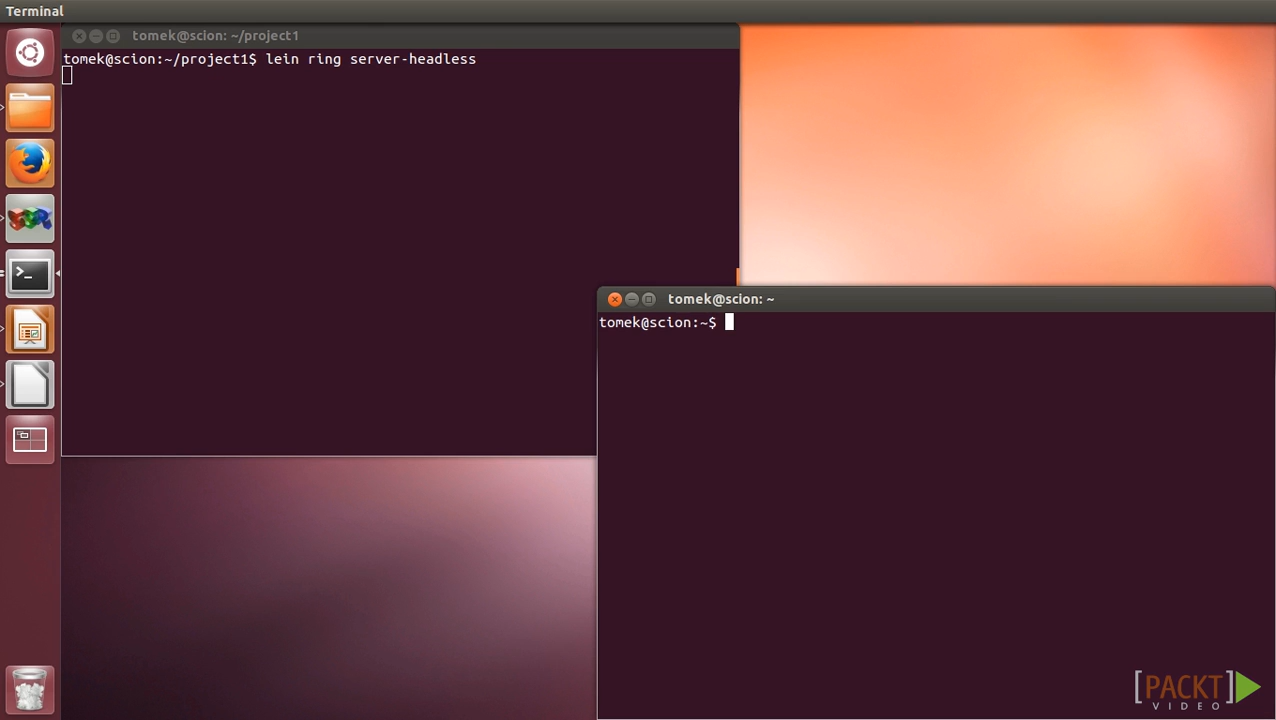 Terminal
tomek@scion: ~/project1
tomek@scion:~/project1$ lein ring server-headless
tomek@scion: ~
tomek@scion:~$
[PACKT]
VIDEO